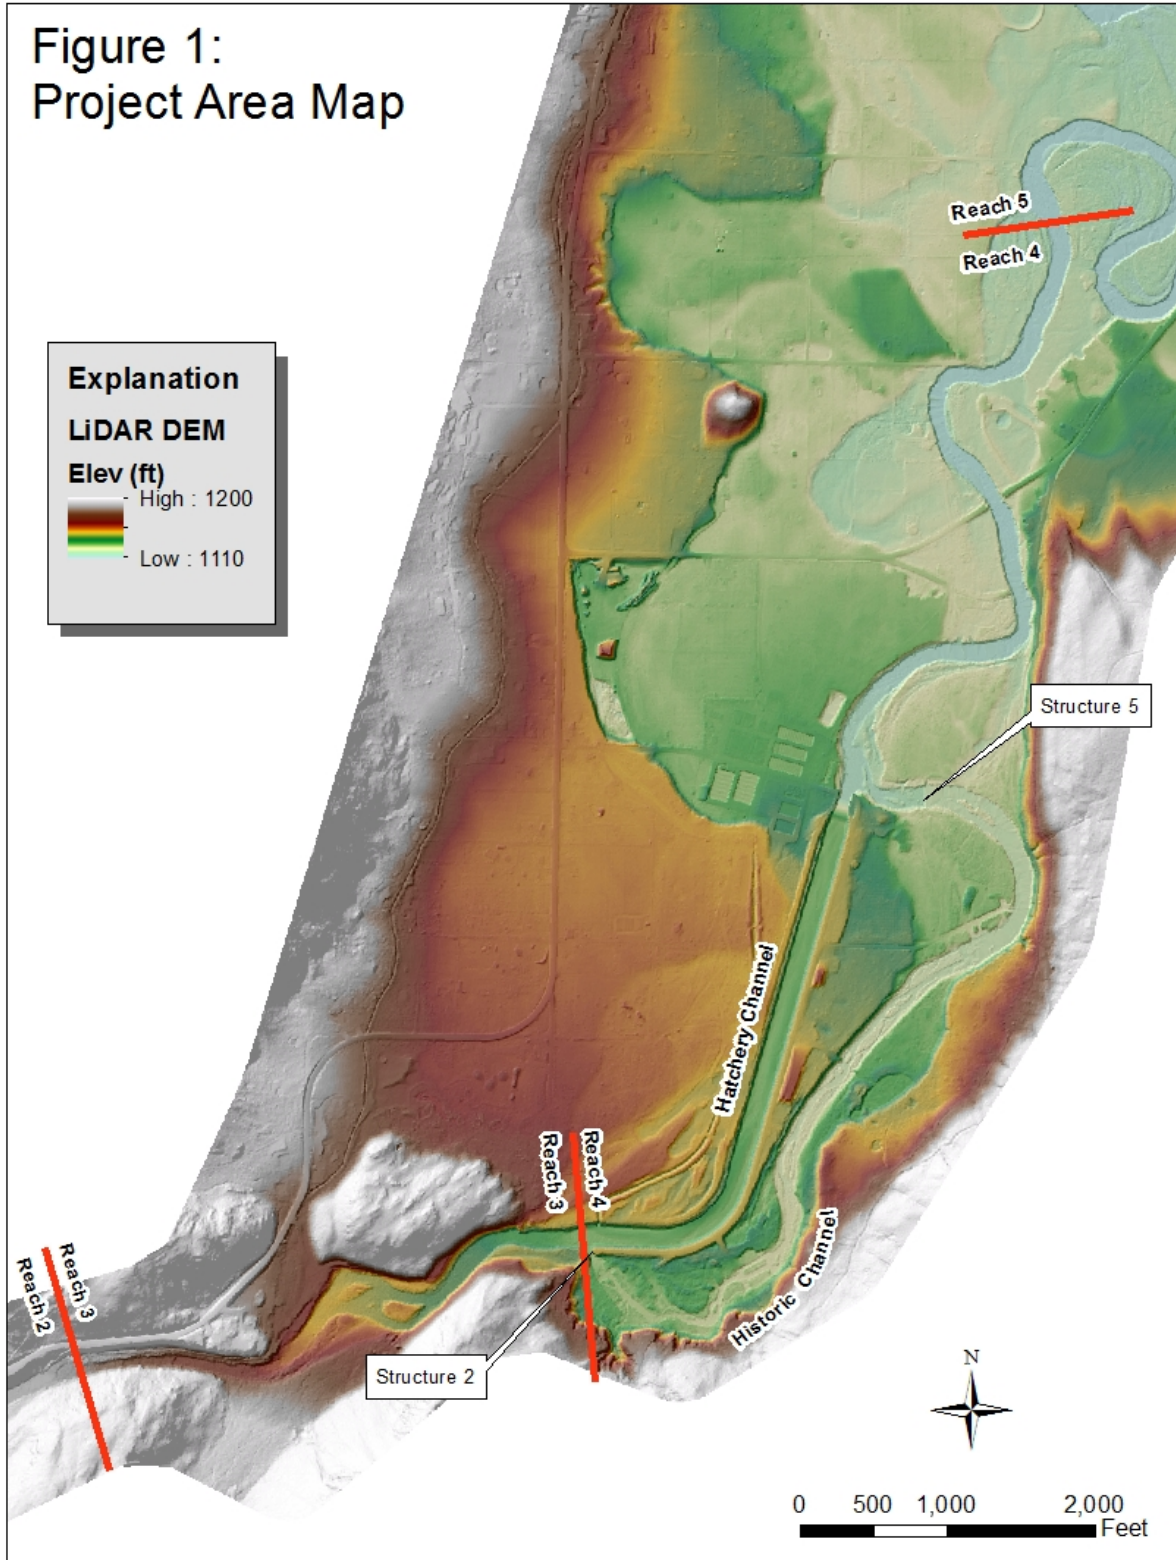 Figure 1:
Project Area Map
Reach 5
Reach 4
Explanation
LiDAR DEM
Elev (ft)
High : 1200
Low : 1110
Structure 5
Hatchery Channel
Reach 3
Reach 4
Historic Channel
Reach 3
Reach 2
Structure 2
N
0 500 1,000 2,000
Feet